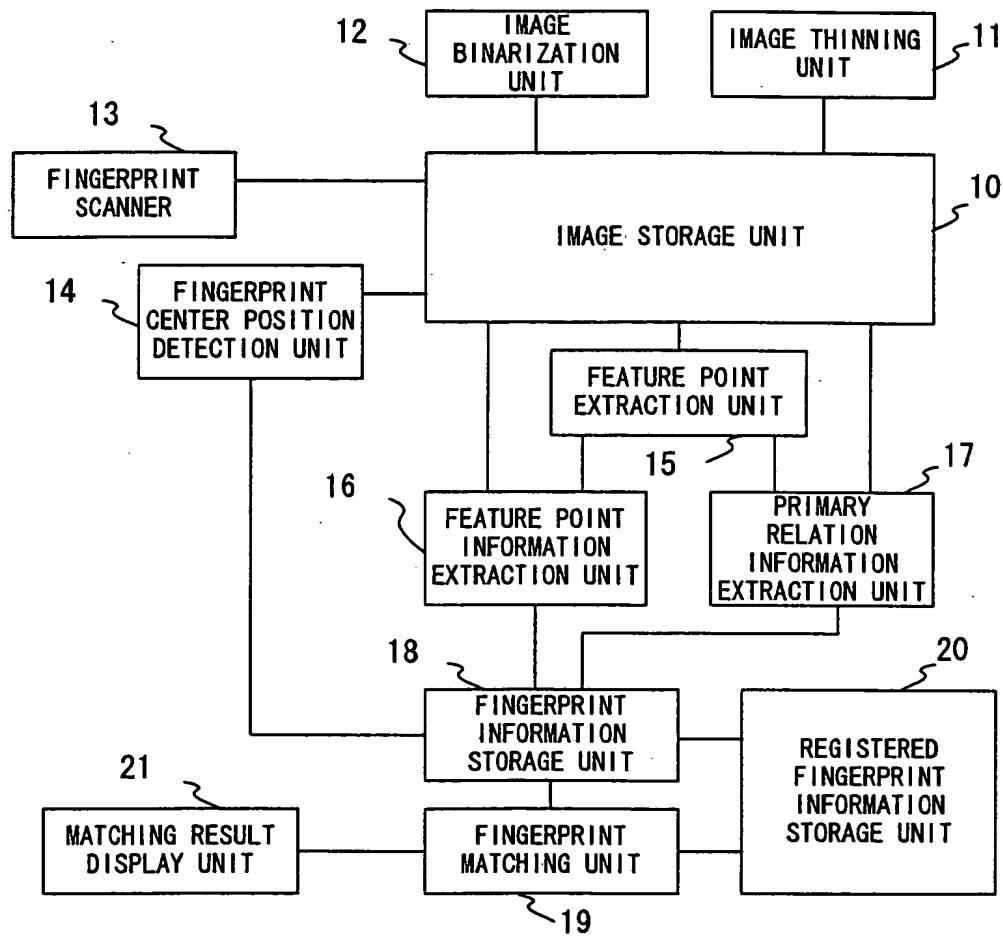 12
IMAGE
BINARIZATION
UNIT
IMAGE THINNING
UNIT
11
13
FINGERPRINT
SCANNER
10
IMAGE STORAGE UNIT
14
FINGERPRINT
CENTER POSITION
DETECTION UNIT
FEATURE POINT
EXTRACTION UNIT
15
16
FEATURE POINT
INFORMATION
EXTRACTION UNIT
17
PRIMARY
RELATION
INFORMATION
EXTRACTION UNIT
18
FINGERPRINT
INFORMATION
STORAGE UNIT
20
REGISTERED
FINGERPRINT
INFORMATION
STORAGE UNIT
21
MATCHING RESULT
DISPLAY UNIT
FINGERPRINT
MATCHING UNIT
19